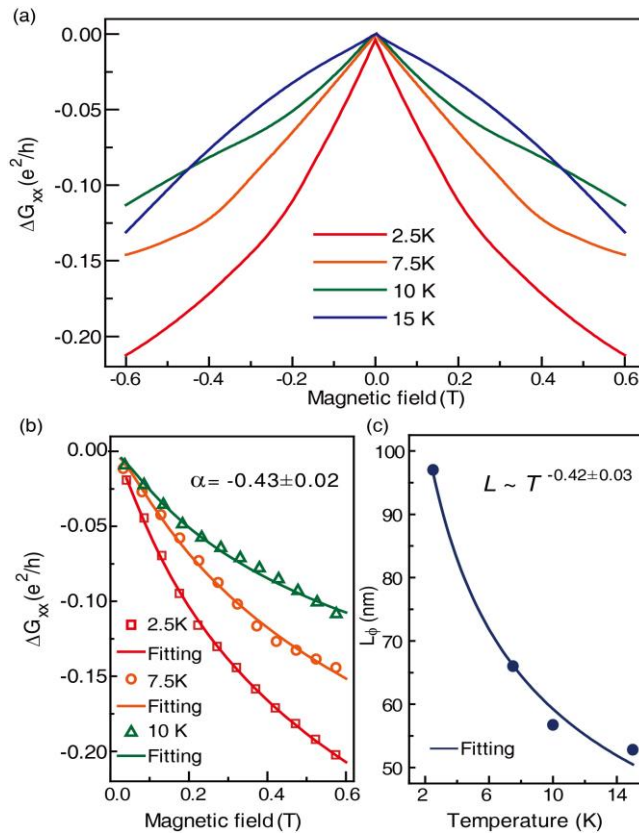 (a)
0.00
-0.05
-0.10
-0.15
-0.20
ΔG_xx(e²/h)
2.5K
7.5K
10 K
15 K
-0.6 -0.4 -0.2 0.0 0.2 0.4 0.6
Magnetic field (T)
(b)
0.00
-0.05
-0.10
-0.15
-0.20
ΔG_xx(e²/h)
α= -0.43±0.02
2.5K
Fitting
7.5K
Fitting
10 K
Fitting
0.0 0.2 0.4 0.6
Magnetic field (T)
(c)
100
90
80
70
60
50
L_ϕ (nm)
L ~ T ^-0.42±0.03
Fitting
2 6 10 14
Temperature (K)